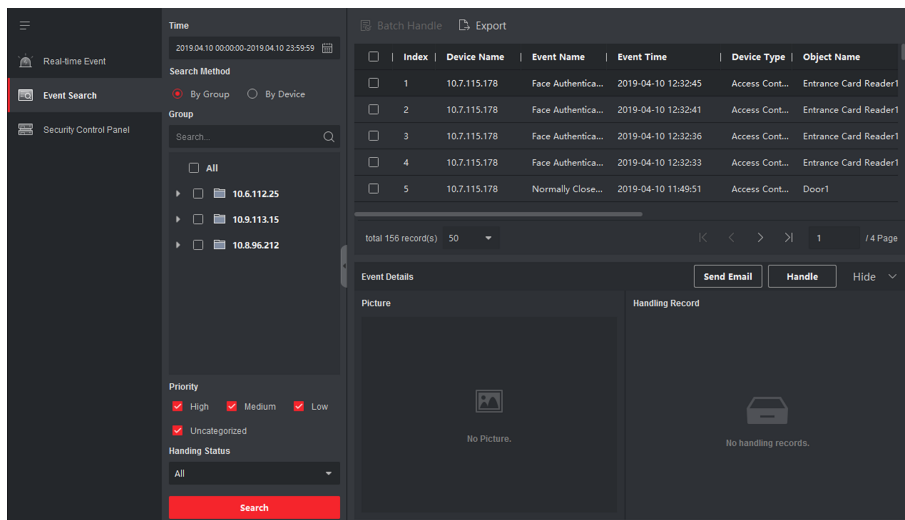 Real-time Event
Event Search
Security Control Panel
Time
2019.04.10 00:00:00-2019.04.10 23:59:59
Search Method
By Group By Device
Group
Search...
All
10.6.112.25
10.9.113.15
10.8.96.212
Priority
High Medium Low
Uncategorized
Handing Status
All
Search
Batch Handle Export
| Index | Device Name | Event Name | Event Time | Device Type | Object Name
1 10.7.115.178 Face Authentica... 2019-04-10 12:32:45 Access Cont... Entrance Card Reader1
2 10.7.115.178 Face Authentica... 2019-04-10 12:32:41 Access Cont... Entrance Card Reader1
3 10.7.115.178 Face Authentica... 2019-04-10 12:32:36 Access Cont... Entrance Card Reader1
4 10.7.115.178 Face Authentica... 2019-04-10 12:32:33 Access Cont... Entrance Card Reader1
5 10.7.115.178 Normally Close... 2019-04-10 11:49:51 Access Cont... Door1
total 156 record(s) 50 1 / 4 Page
Event Details Send Email Handle Hide
Picture
No Picture.
Handling Record
No handling records.